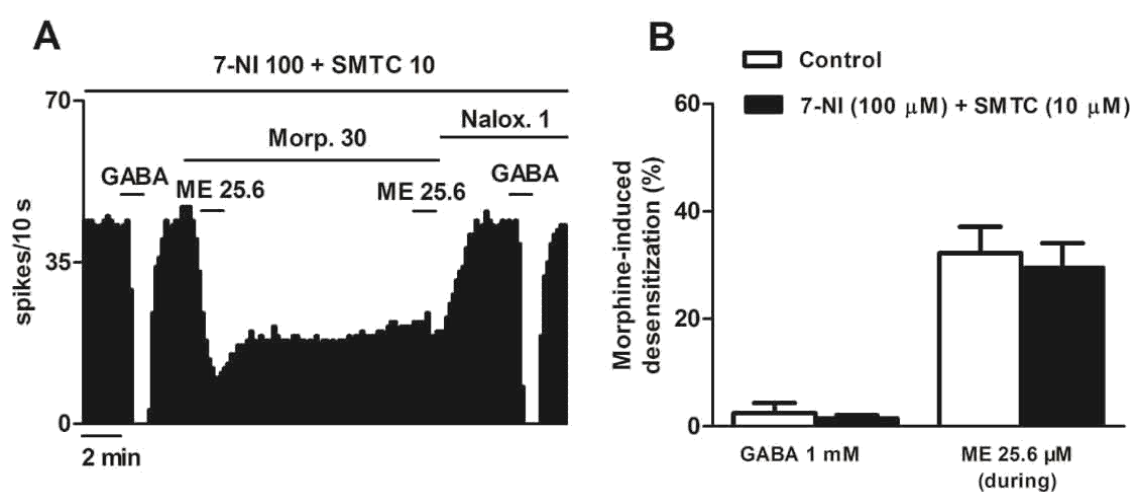 A
7-NI 100 + SMTC 10
70
Nalox. 1
Morp. 30
GABA
GABA
ME 25.6
ME 25.6
spikes/10 s
35
0
2 min
B
Control
7-NI (100 μM) + SMTC (10 μM)
Morphine-induced
desensitization (%)
60
40
20
0
GABA 1 mM
ME 25.6 μM
(during)